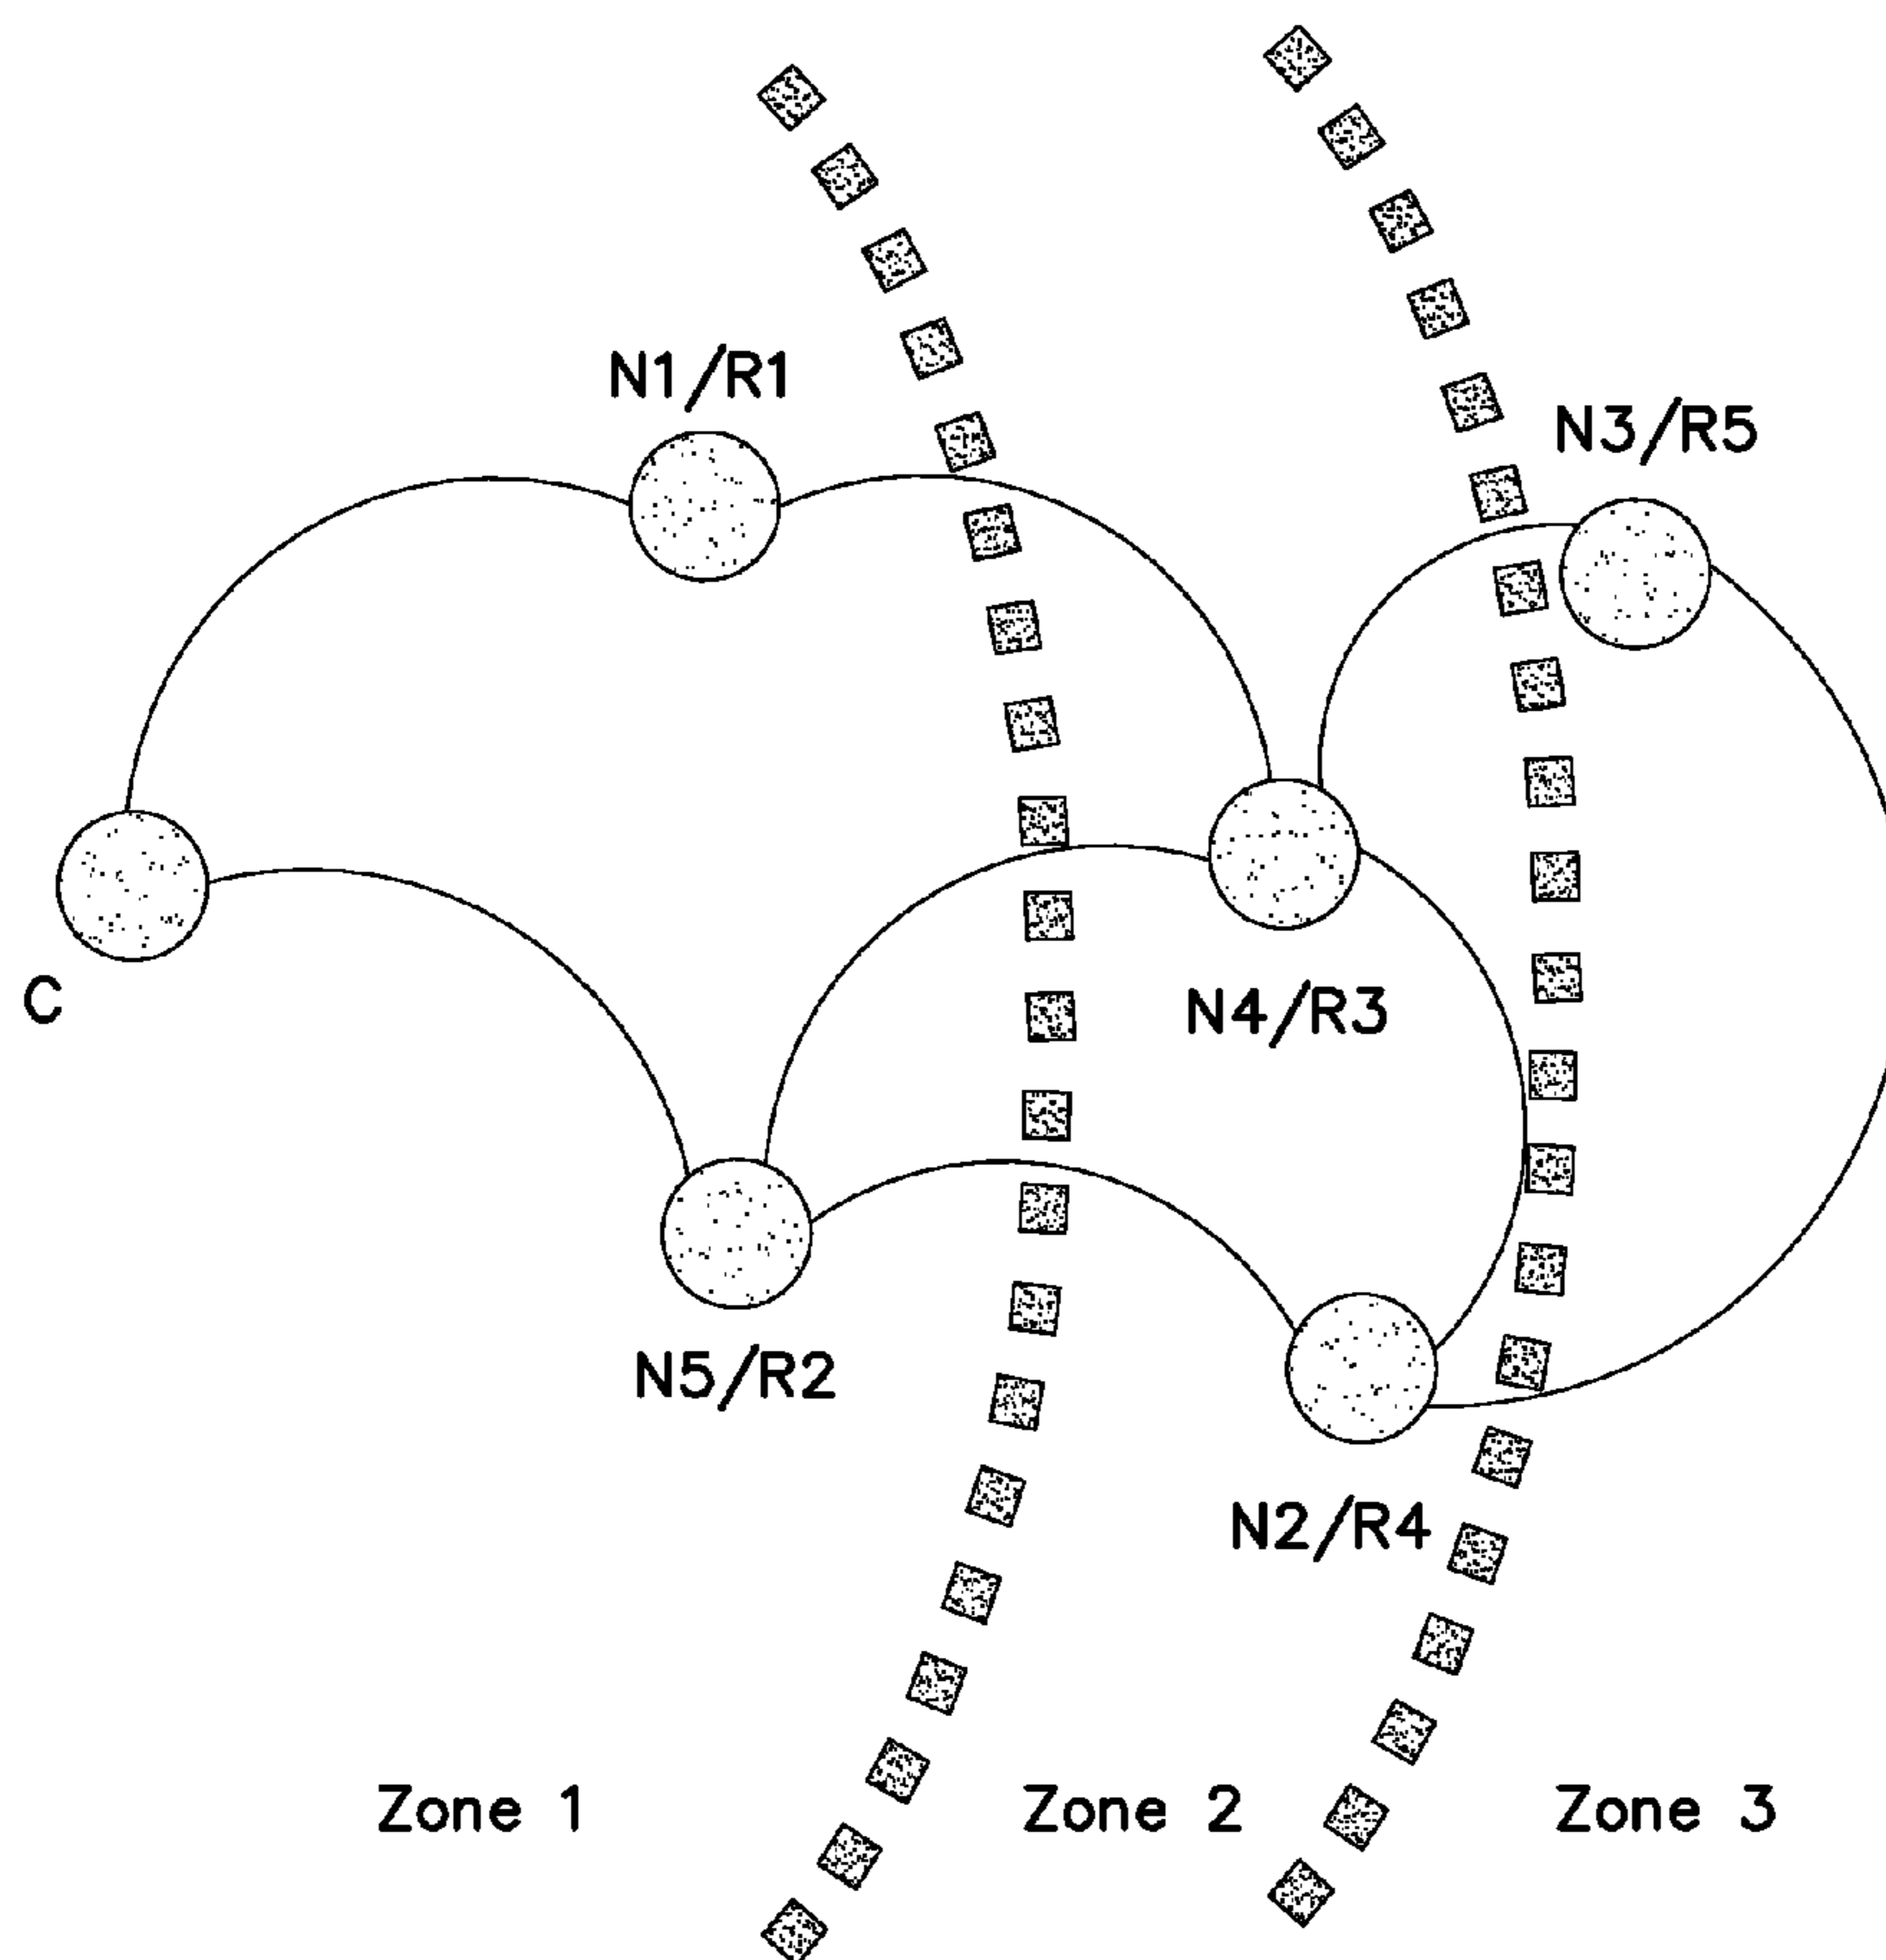 N1/R1
N3/R5
C
N4/R3
N5/R2
N2/R4
Zone 1
Zone 2
Zone 3